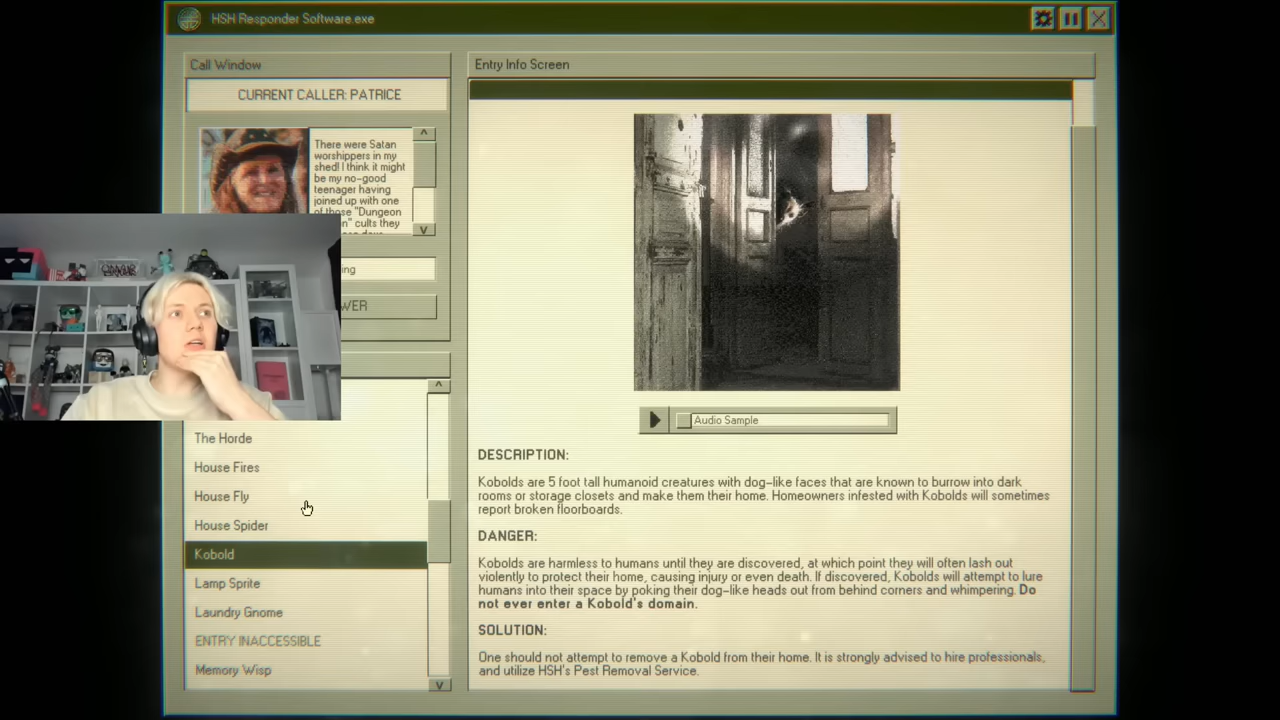 HSH Responder Software.exe
Call Window
CURRENT CALLER: PATRICE
There were Satan
worshippers in my
shed! I think it might
be my no-good
teenager having
joined up with one
of those "Dungeon
The Horde
House Fires
House Fly
House Spider
Kobold
Lamp Sprite
Laundry Gnome
ENTRY INACCESSIBLE
Memory Wisp
Entry Info Screen
Audio Sample
DESCRIPTION:
Kobolds are 5 foot tall humanoid creatures with dog-like faces that are known to burrow into dark
rooms or storage closets and make them their home. Homeowners infested with Kobolds will sometimes
report broken floorboards.
DANGER:
Kobolds are harmless to humans until they are discovered, at which point they will often lash out
violently to protect their home, causing injury or even death. If discovered, Kobolds will attempt to lure
humans into their space by poking their dog-like heads out from behind corners and whimpering. Do
not ever enter a Kobold's domain.
SOLUTION:
One should not attempt to remove a Kobold from their home. It is strongly advised to hire professionals,
and utilize HSH's Pest Removal Service.